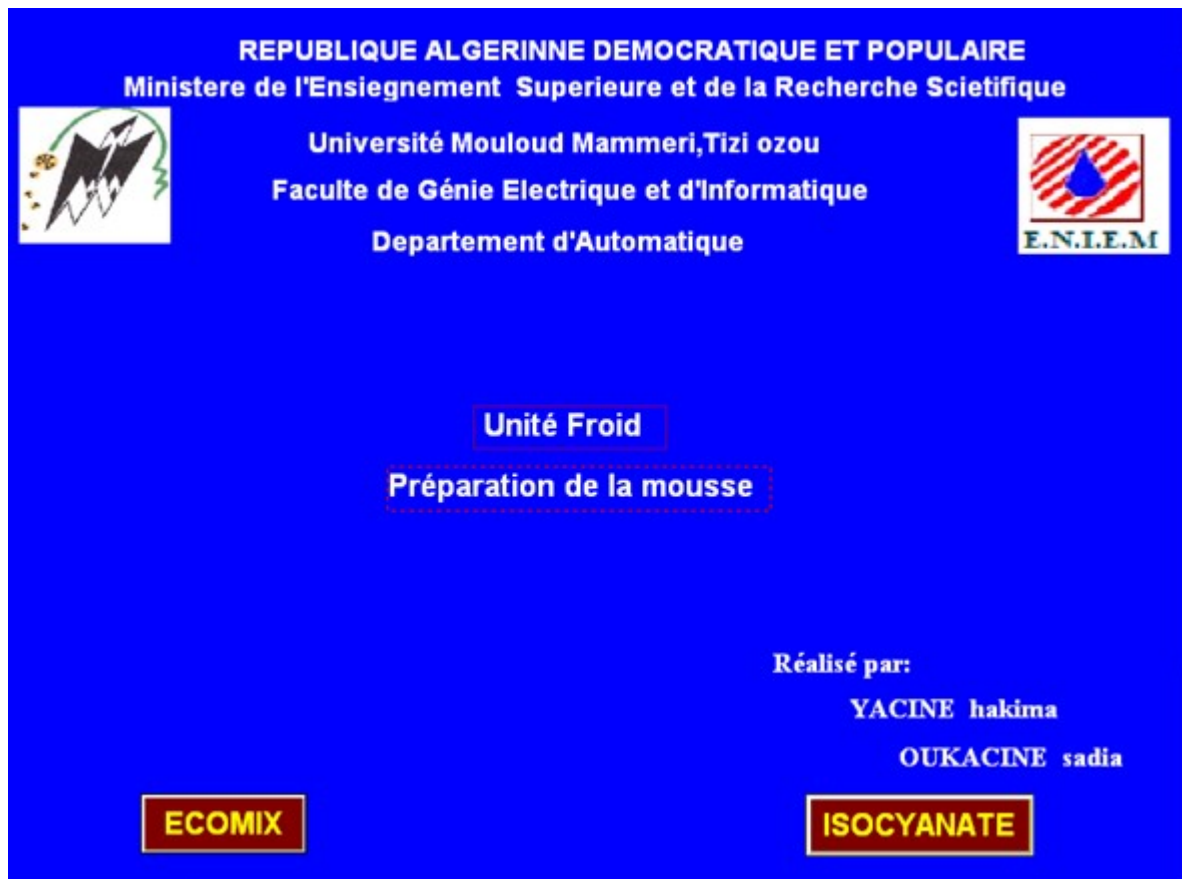 REPUBLIQUE ALGERINNE DEMOCRATIQUE ET POPULAIRE
Ministere de l'Ensiegnement Superieure et de la Recherche Scietifique
Université Mouloud Mammeri,Tizi ozou
Faculte de Génie Electrique et d'Informatique
Departement d'Automatique
E.N.I.E.M
Unité Froid
Préparation de la mousse
Réalisé par:
YACINE hakima
OUKACINE sadia
ECOMIX
ISOCYANATE